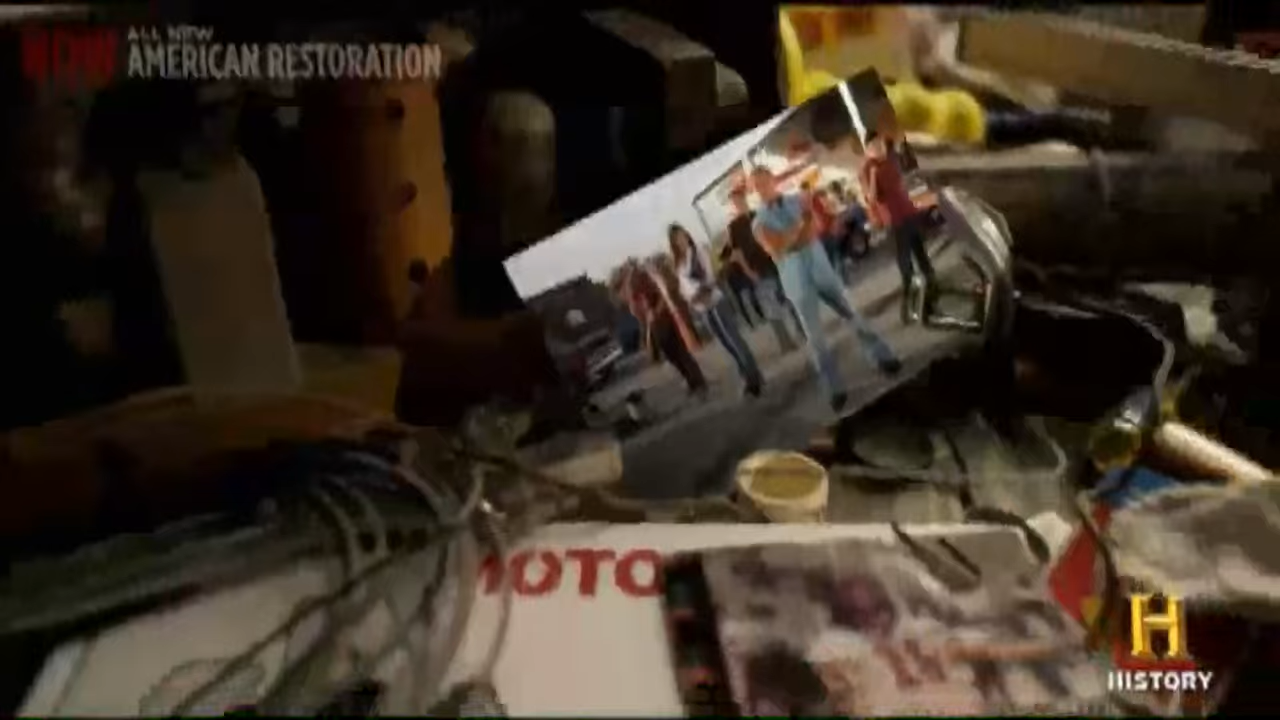 NOW
ALL NEW
AMERICAN RESTORATION
MOTO
H
HISTORY